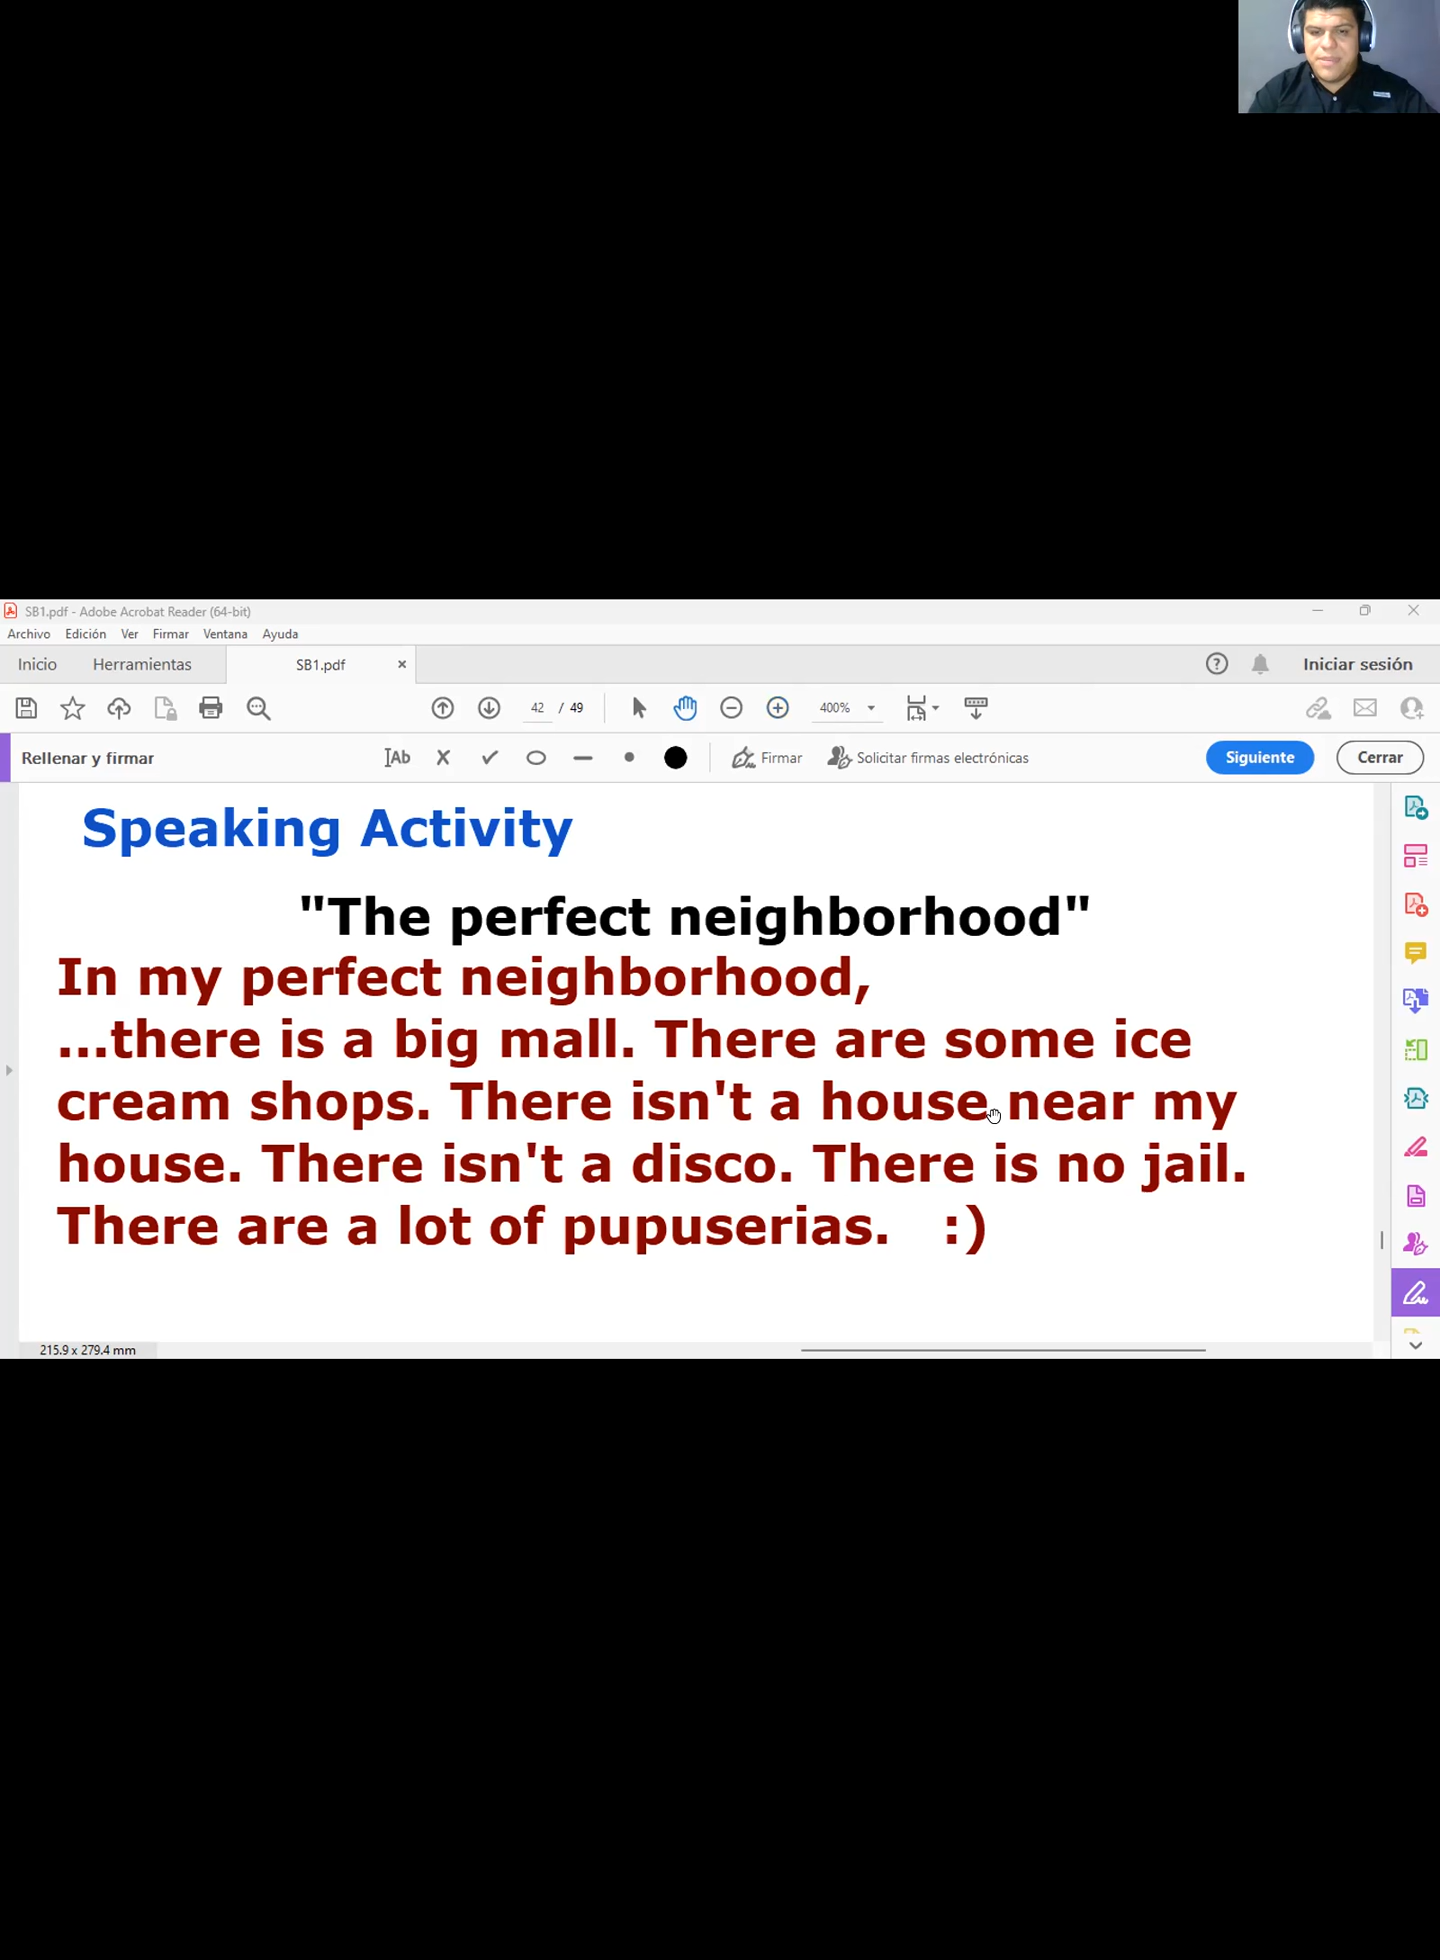 SB1.pdf - Adobe Acrobat Reader (64-bit)
Archivo Edición Ver Firmar Ventana Ayuda
Inicio Herramientas SB1.pdf Iniciar sesión
42 / 49 400%
Rellenar y firmar Ab Firmar Solicitar firmas electrónicas Siguiente Cerrar
Speaking Activity
"The perfect neighborhood"
In my perfect neighborhood,
...there is a big mall. There are some ice
cream shops. There isn't a house near my
house. There isn't a disco. There is no jail.
There are a lot of pupuserias. :)
215.9 x 279.4 mm